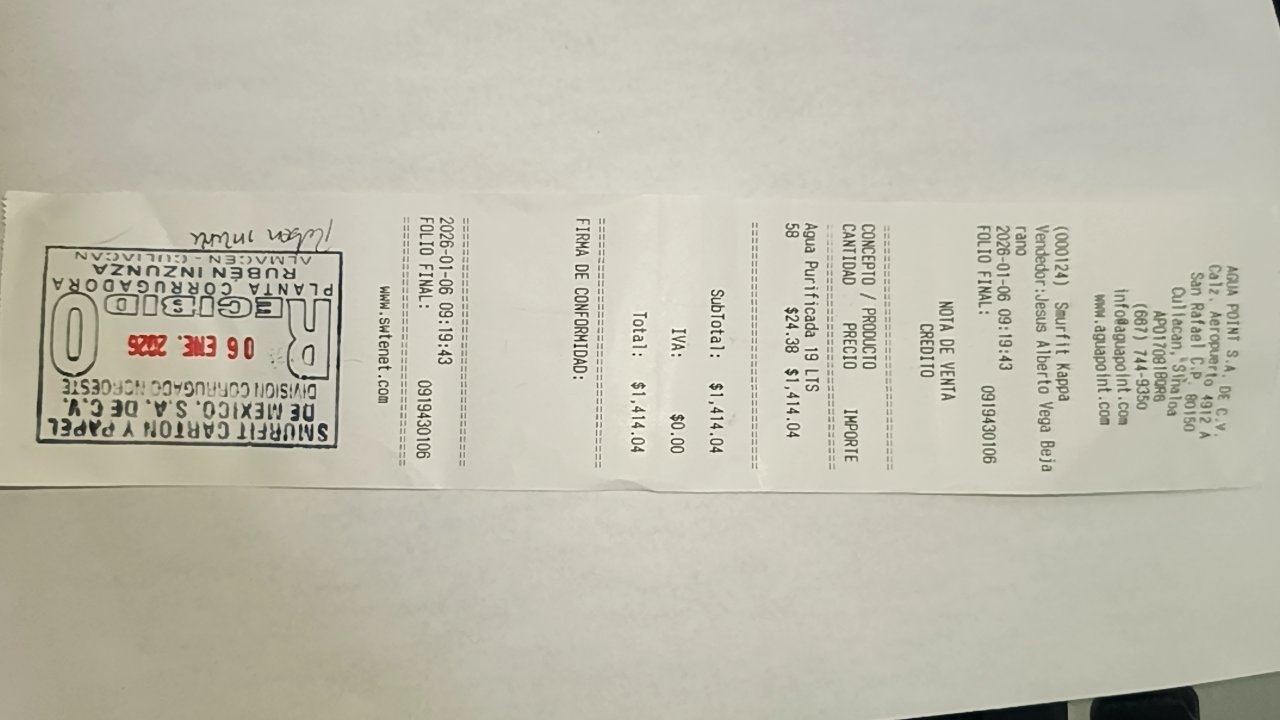 AGUA POINT S.A. DE C.V.
Calz. Aeropuerto 4912 A
San Rafael C.P. 80150
Culiacan, Sinaloa
APO170818QR8
(667) 744-9350
info@aguapoint.com
www.aguapoint.com
(000124) Smurfit Kappa
Vendedor:Jesus Alberto Vega Beja
rano
2026-01-06 09:19:43
FOLIO FINAL: 0919430106
NOTA DE VENTA
CREDITO
================================
CONCEPTO / PRODUCTO
CANTIDAD PRECIO IMPORTE
================================
Agua Purificada 19 LTS
58 $24.38 $1,414.04
================================
SubTotal: $1,414.04
IVA: $0.00
Total: $1,414.04
================================
FIRMA DE CONFORMIDAD:
================================
2026-01-06 09:19:43
FOLIO FINAL: 0919430106
================================
www.swtenet.com
SMURFIT CARTON Y PAPEL
DE MEXICO, S.A. DE C.V.
DIVISION CORRUGADO NOROESTE
06 ENE. 2026
RECIBIDO
PLANTA CORRUGADORA
RUBÉN INZUNZA
ALMACEN - CULIACAN
Ruben